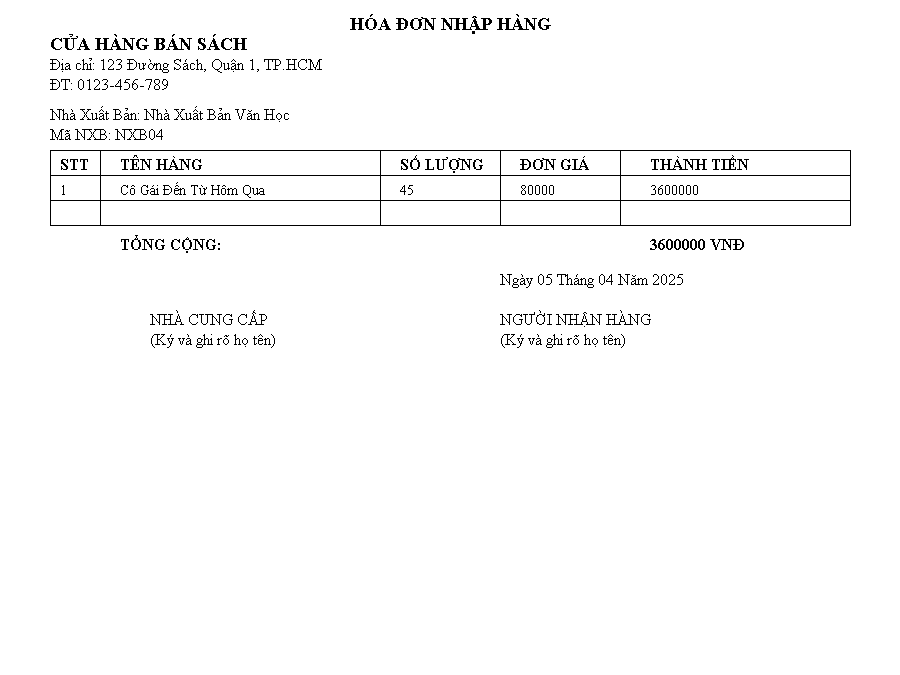 HÓA ĐƠN NHẬP HÀNG
CỬA HÀNG BÁN SÁCH
Địa chỉ: 123 Đường Sách, Quận 1, TP.HCM
ĐT: 0123-456-789
Nhà Xuất Bản: Nhà Xuất Bản Văn Học
Mã NXB: NXB04
STT TÊN HÀNG SỐ LƯỢNG ĐƠN GIÁ THÀNH TIỀN
1 Cô Gái Đến Từ Hôm Qua 45 80000 3600000
TỔNG CỘNG: 3600000 VNĐ
Ngày 05 Tháng 04 Năm 2025
NHÀ CUNG CẤP NGƯỜI NHẬN HÀNG
(Ký và ghi rõ họ tên) (Ký và ghi rõ họ tên)